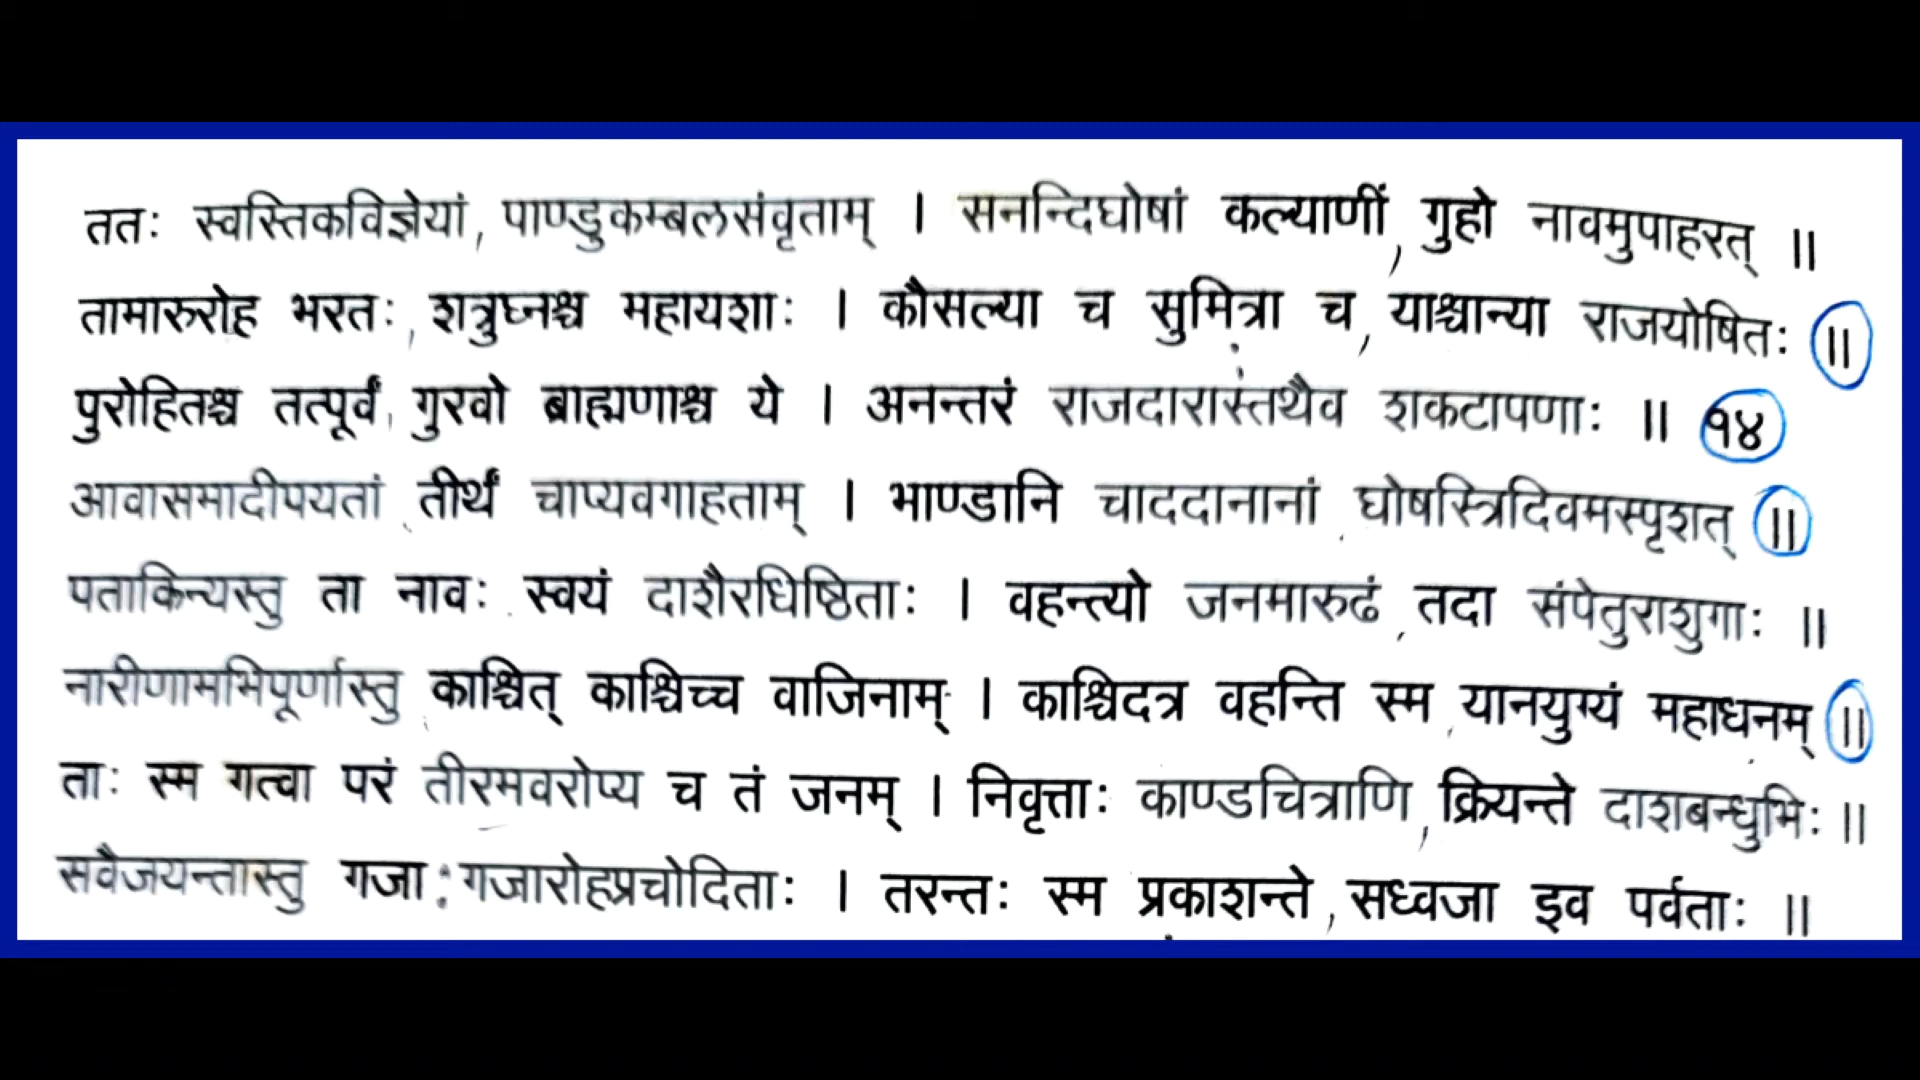 ततः स्वस्तिकविज्ञेयां, पाण्डुकम्बलसंवृताम् । सनन्दिघोषां कल्याणीं, गुहो नावमुपाहरत् ॥
तामारुरोह भरतः, शत्रुघ्नश्च महायशाः । कौसल्या च सुमित्रा च, याश्चान्या राजयोषितः ॥
पुरोहितश्च तत्पूर्वं, गुरवो ब्राह्मणाश्च ये । अनन्तरं राजदारास्तथैव शकटापणाः ॥ १४
आवासमादीपयतां, तीर्थं चाप्यवगाहताम् । भाण्डानि चाददानानां, घोषस्त्रिदिवमस्पृशत् ॥
पताकिन्यस्तु ता नावः, स्वयं दाशैरधिष्ठिताः । वहन्त्यो जनमारुढं, तदा संपेतुराशुगाः ॥
नारीणामभिपूर्णास्तु, काश्चित् काश्चिच्च वाजिनाम् । काश्चिदत्र वहन्ति स्म, यानयुग्यं महाधनम् ॥
ताः स्म गत्वा परं तीरमवरोप्य च तं जनम् । निवृत्ताः काण्डचित्राणि, क्रियन्ते दाशबन्धुभिः ॥
सवैजयन्तास्तु गजा : गजारोहप्रचोदिताः । तरन्तः स्म प्रकाशन्ते, सध्वजा इव पर्वताः ॥